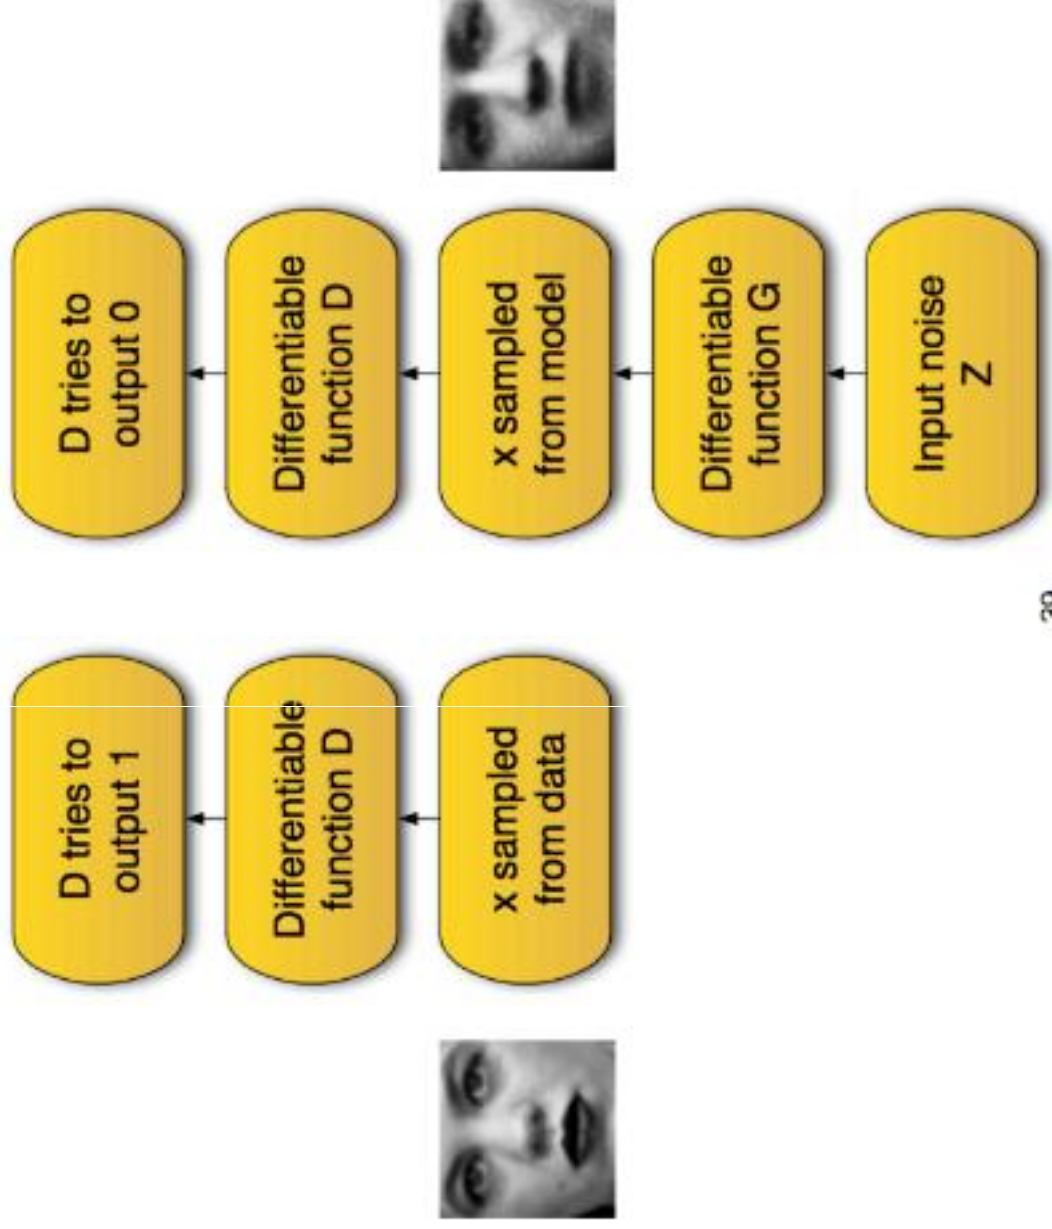 D tries to
output 1
Differentiable
function D
x sampled
from data
D tries to
output 0
Differentiable
function D
x sampled
from model
Differentiable
function G
Input noise
Z